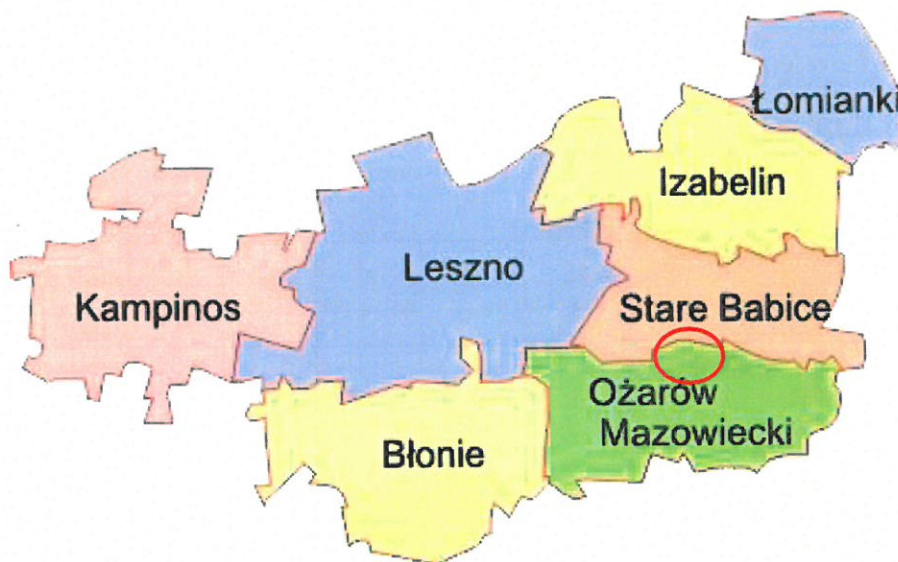 Łomianki
Izabelin
Leszno
Kampinos
Stare Babice
Ożarów
Mazowiecki
Błonie